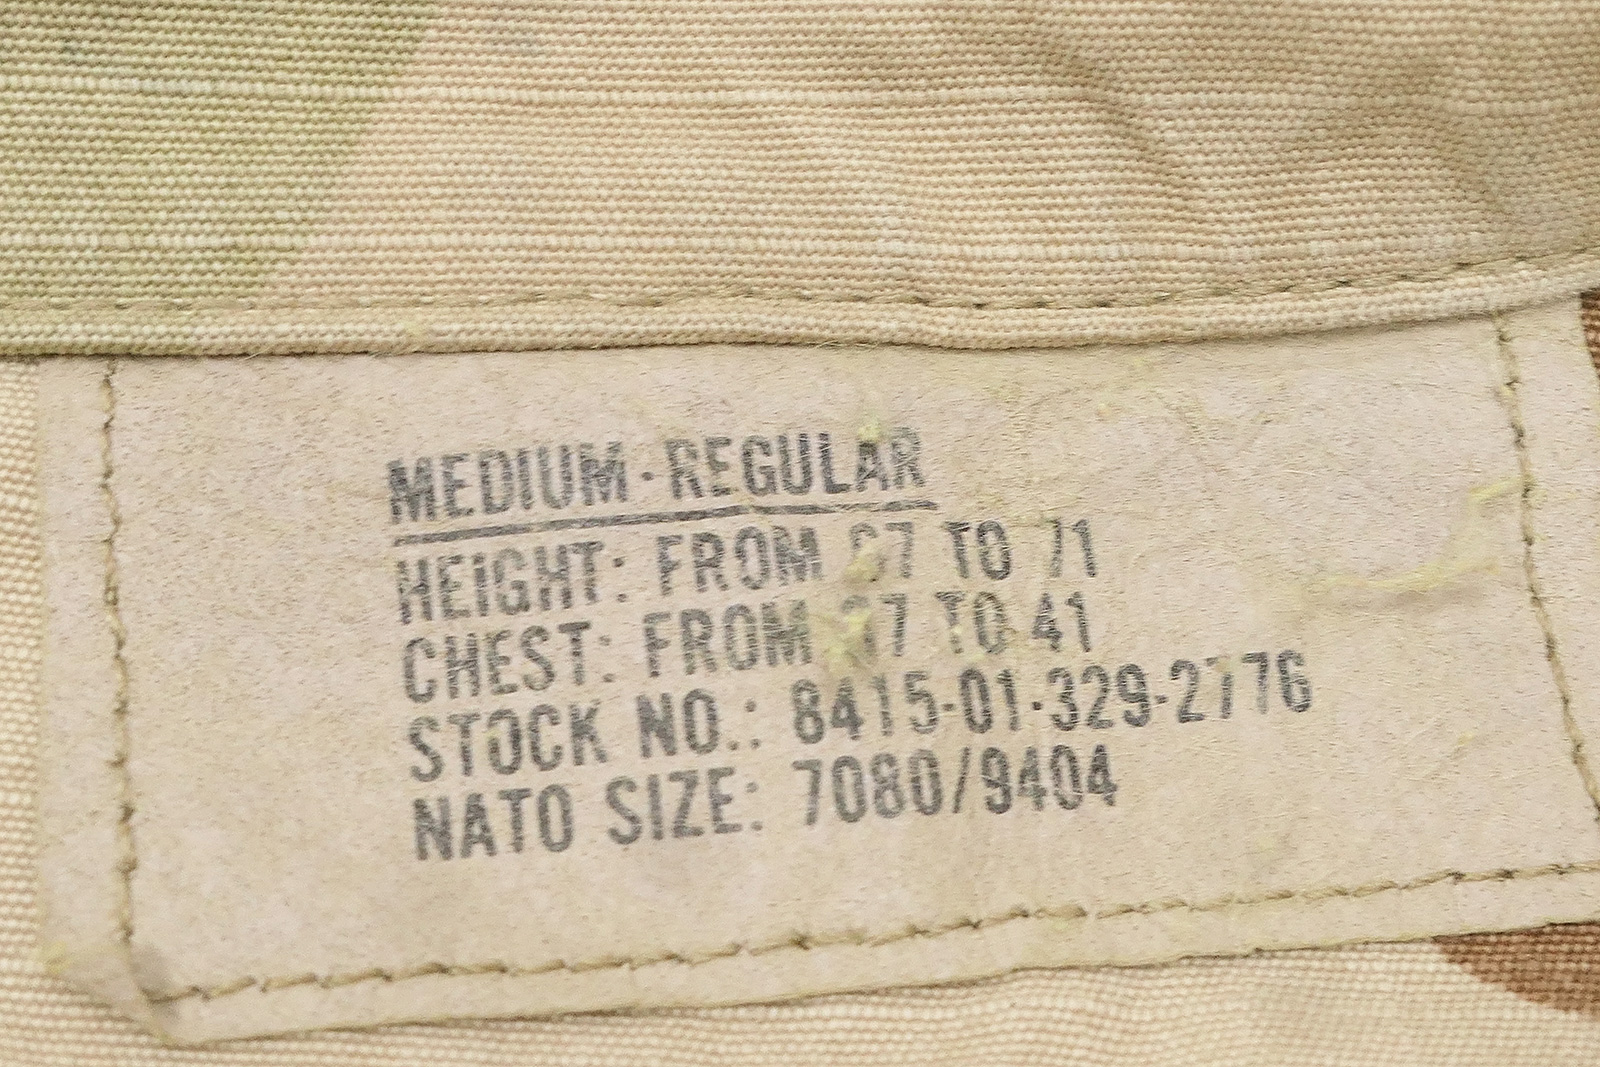 MEDIUM-REGULAR
HEIGHT: FROM 67 TO 71
CHEST: FROM 37 TO 41
STOCK NO.: 8415-01-329-2776
NATO SIZE: 7080/9404